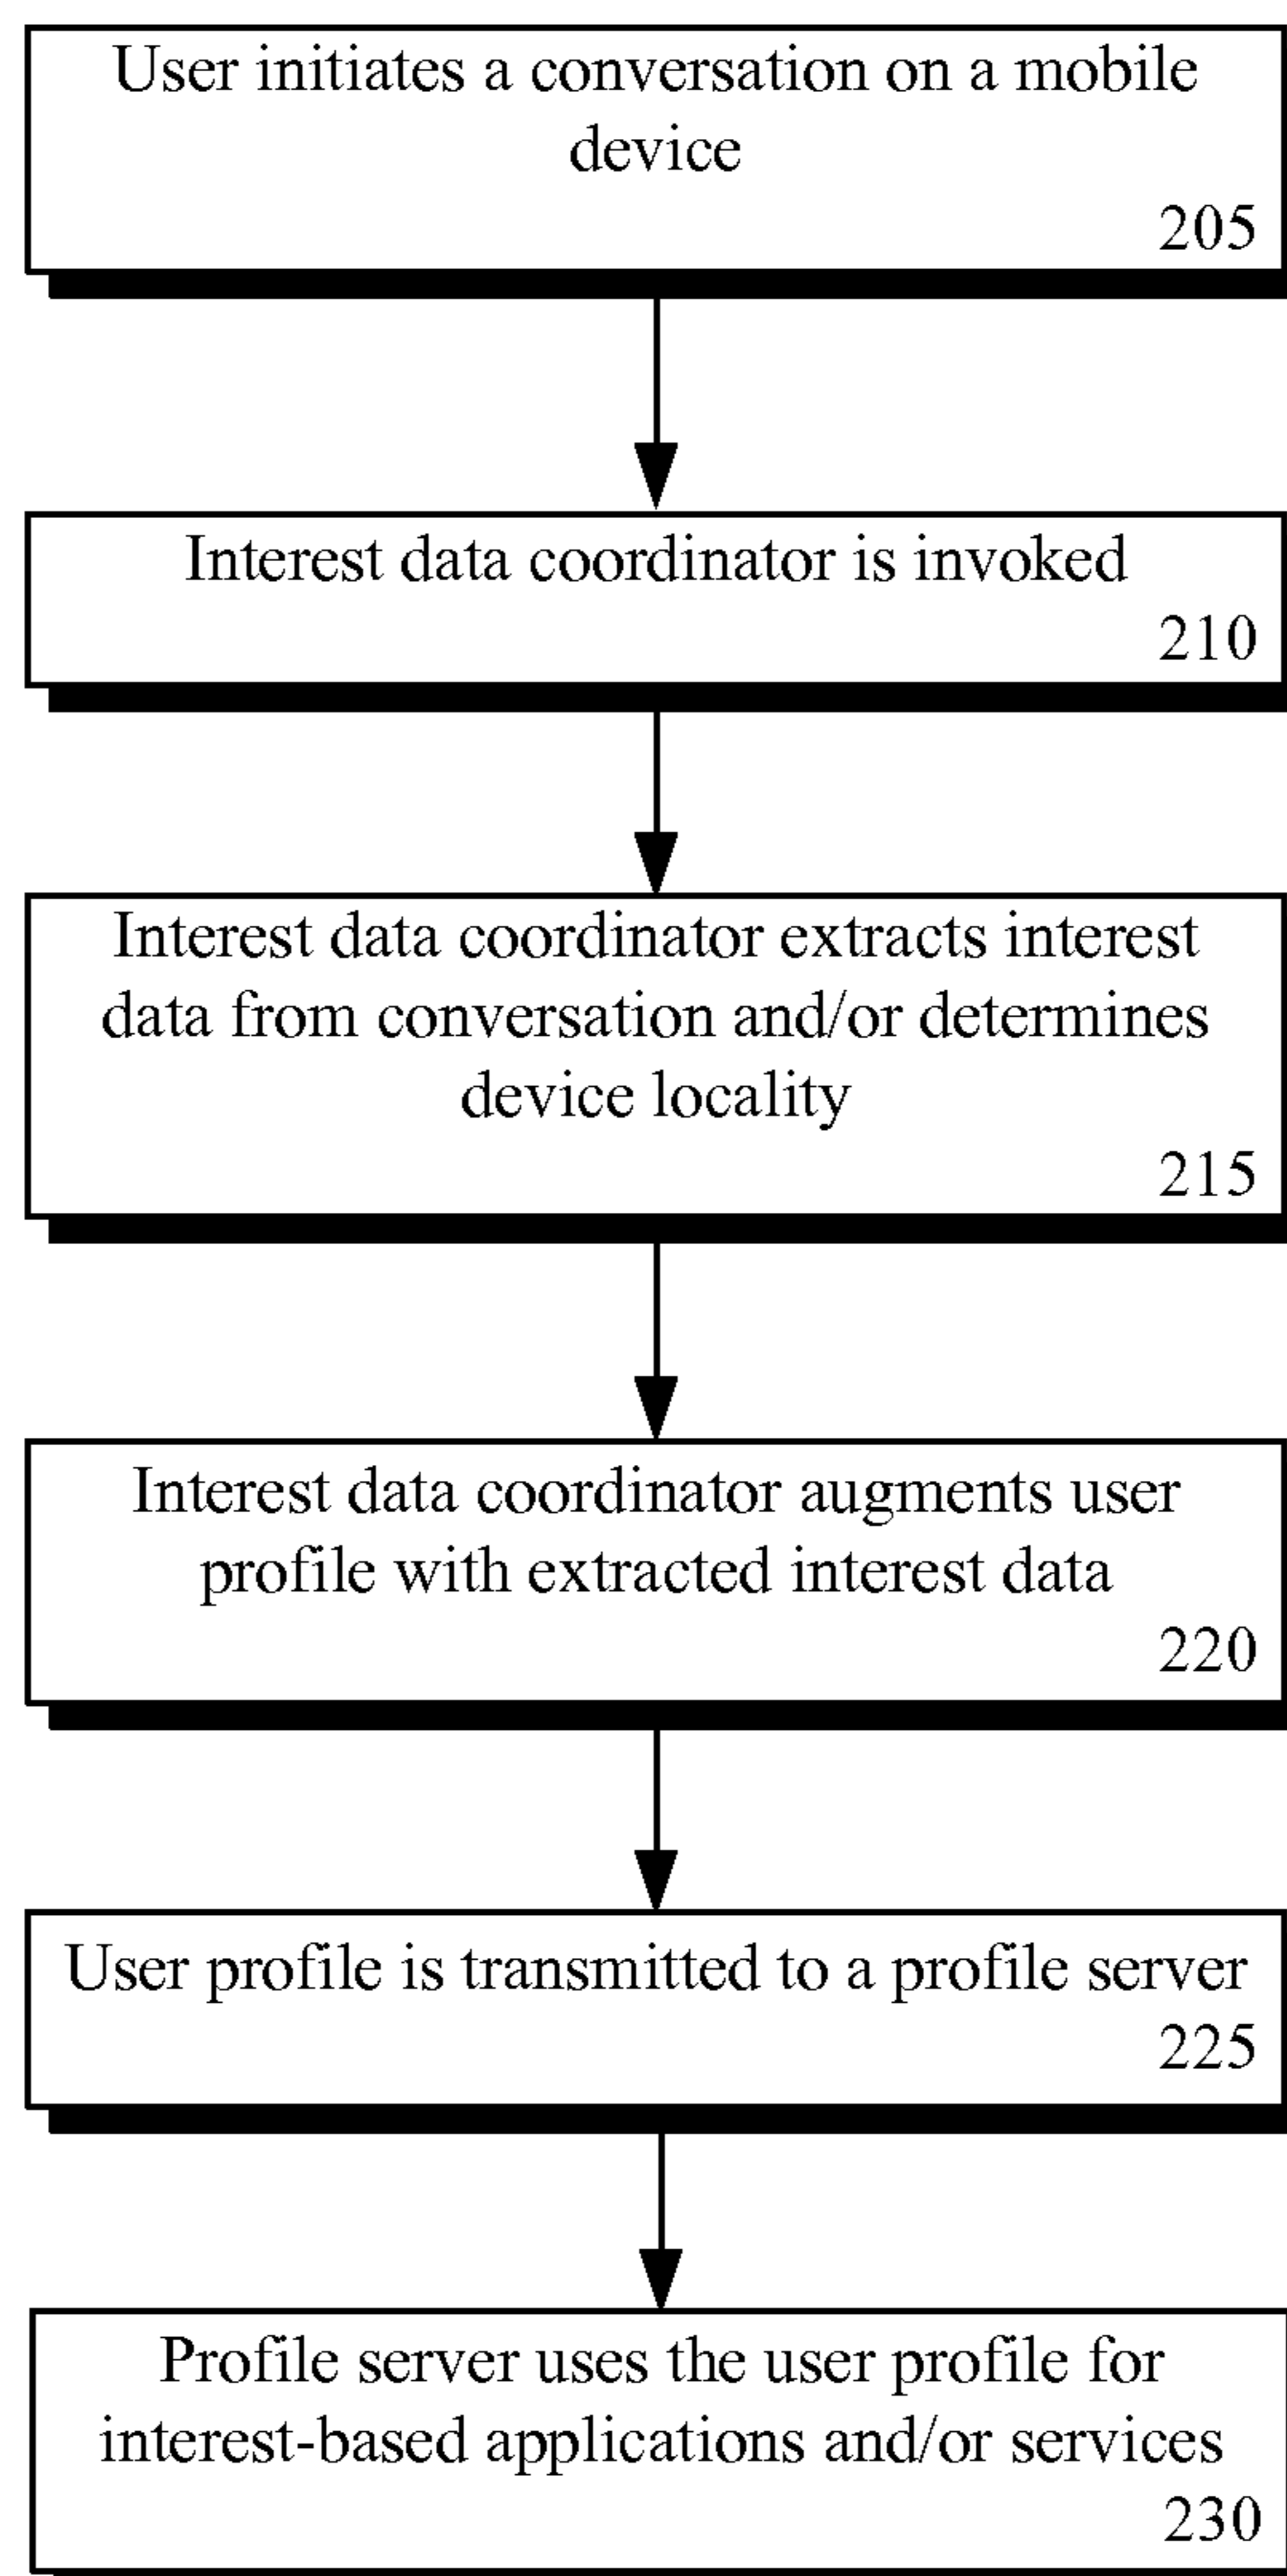 User initiates a conversation on a mobile
device
205
Interest data coordinator is invoked
210
Interest data coordinator extracts interest
data from conversation and/or determines
device locality
215
Interest data coordinator augments user
profile with extracted interest data
220
User profile is transmitted to a profile server
225
Profile server uses the user profile for
interest-based applications and/or services
230